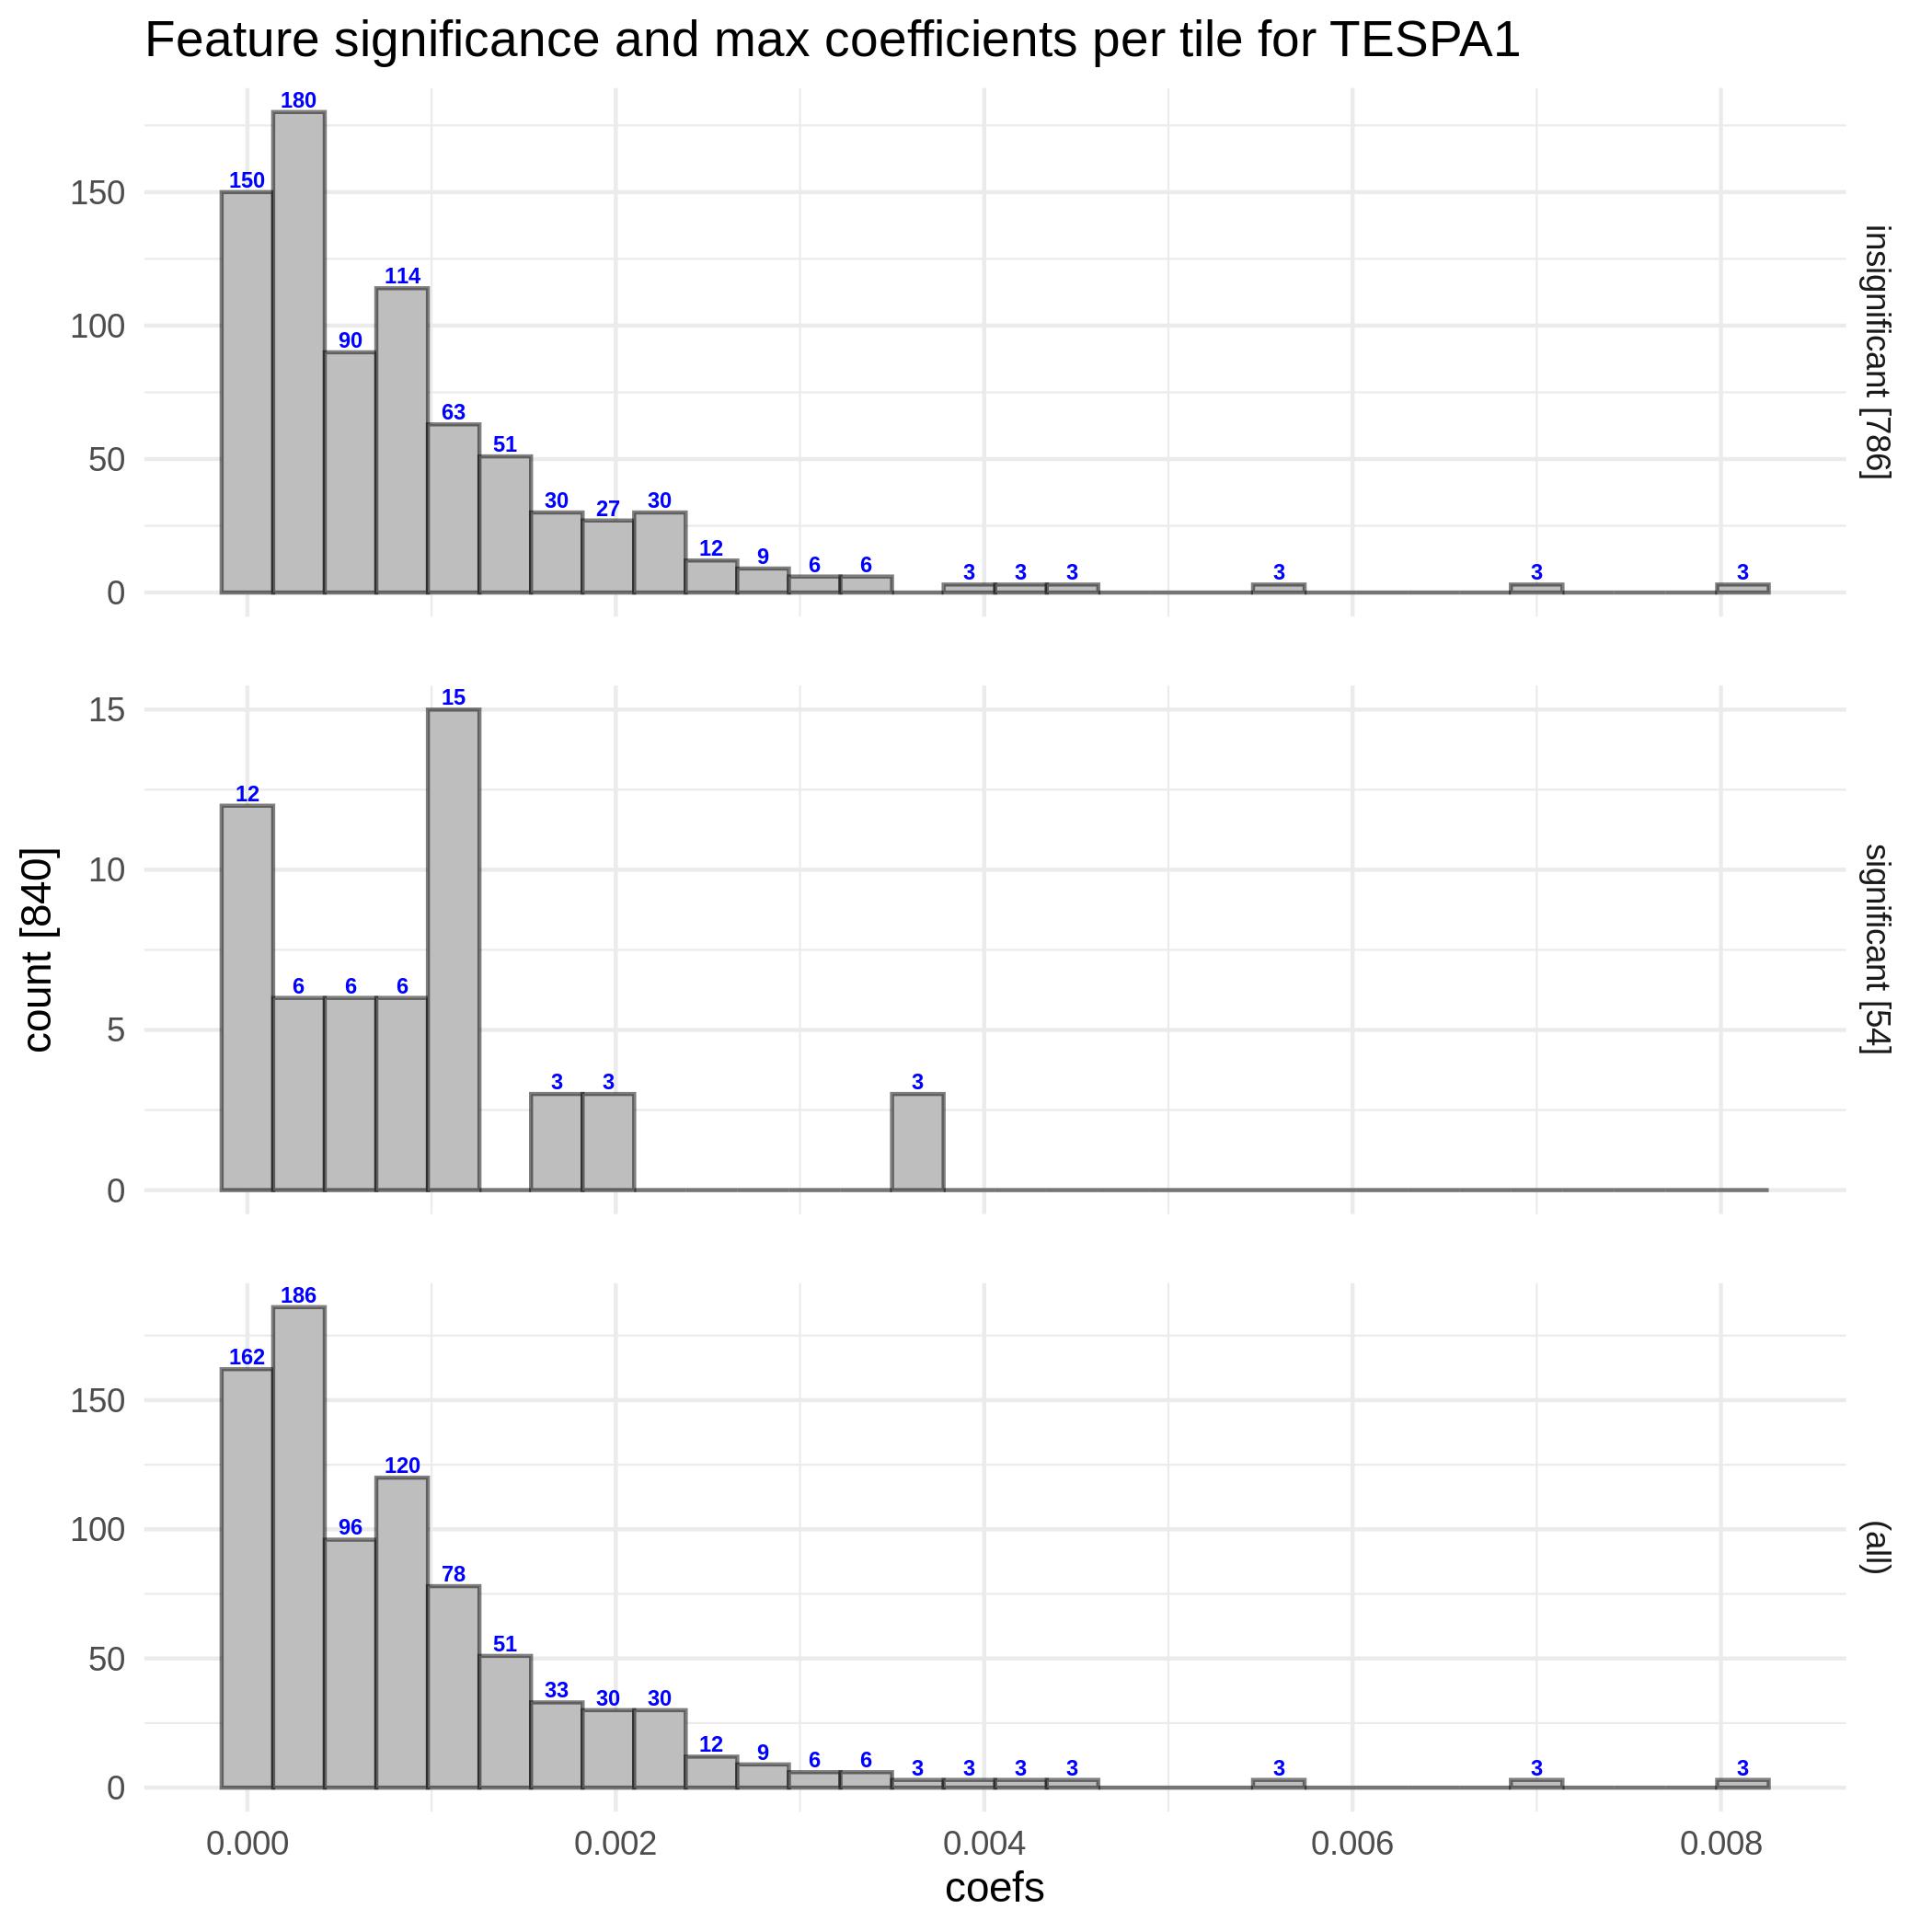 Feature significance and max coefficients per tile for TESPA1
180
150
114
90
63
51
30 27 30
12 9 6 6 3 3 3 3 3 3
150
100
50
0
insignificant [786]
15
12
6 6 6
3 3 3
15
10
5
0
significant [54]
count [840]
186
162
120
96
78
51
33 30 30
12 9 6 6 3 3 3 3 3 3 3
150
100
50
0
(all)
0.000 0.002 0.004 0.006 0.008
coefs